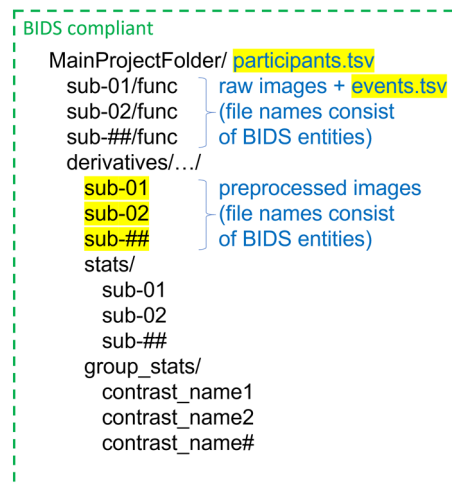 BIDS compliant
MainProjectFolder/ participants.tsv
sub-01/func raw images + events.tsv
sub-02/func (file names consist
sub-##/func of BIDS entities)
derivatives/…/
sub-01 preprocessed images
sub-02 (file names consist
sub-## of BIDS entities)
stats/
sub-01
sub-02
sub-##
group_stats/
contrast_name1
contrast_name2
contrast_name#